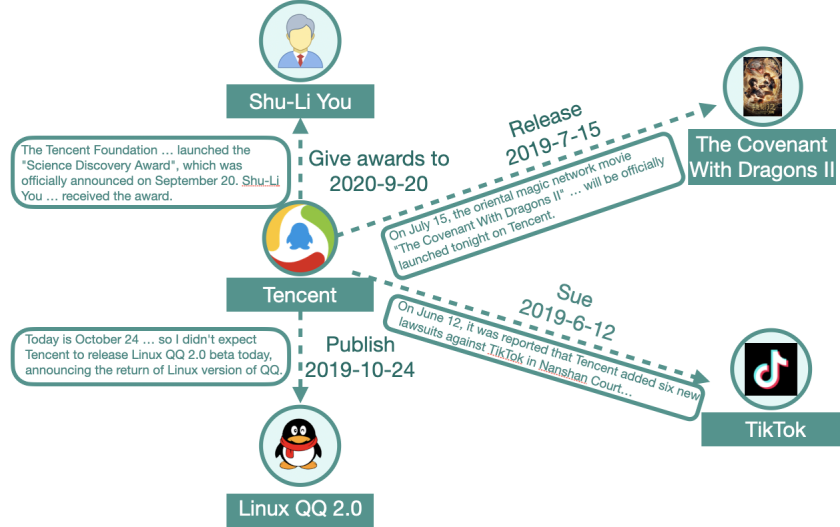 Shu-Li You
The Tencent Foundation ... launched the
"Science Discovery Award", which was
officially announced on September 20. Shu-Li
You ... received the award.
Give awards to
2020-9-20
Release
2019-7-15
The Covenant
With Dragons II
On July 15, the oriental magic network movie
"The Covenant With Dragons II" ... will be officially
launched tonight on Tencent.
Tencent
Sue
2019-6-12
On June 12, it was reported that Tencent added six new
lawsuits against TikTok in Nanshan Court...
Today is October 24 ... so I didn't expect
Tencent to release Linux QQ 2.0 beta today,
announcing the return of Linux version of QQ.
Publish
2019-10-24
TikTok
Linux QQ 2.0